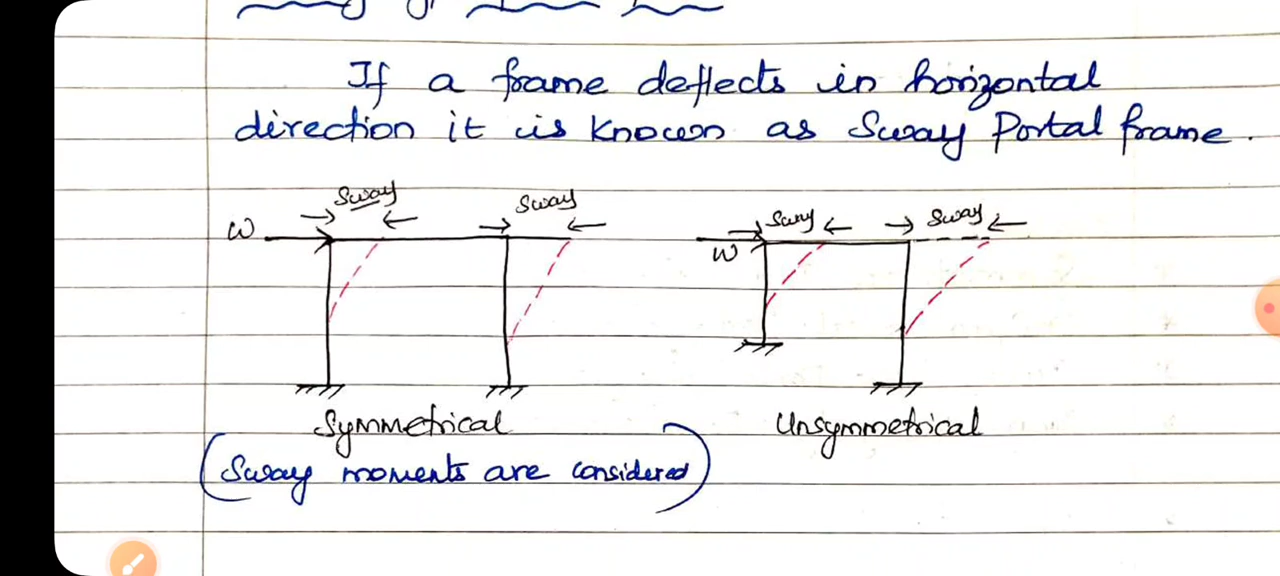 If a frame deflects in horizontal
direction it is known as Sway Portal frame.
Sway
Sway
Sway
Sway
W
W
Symmetrical
Unsymmetrical
(Sway moments are considered)